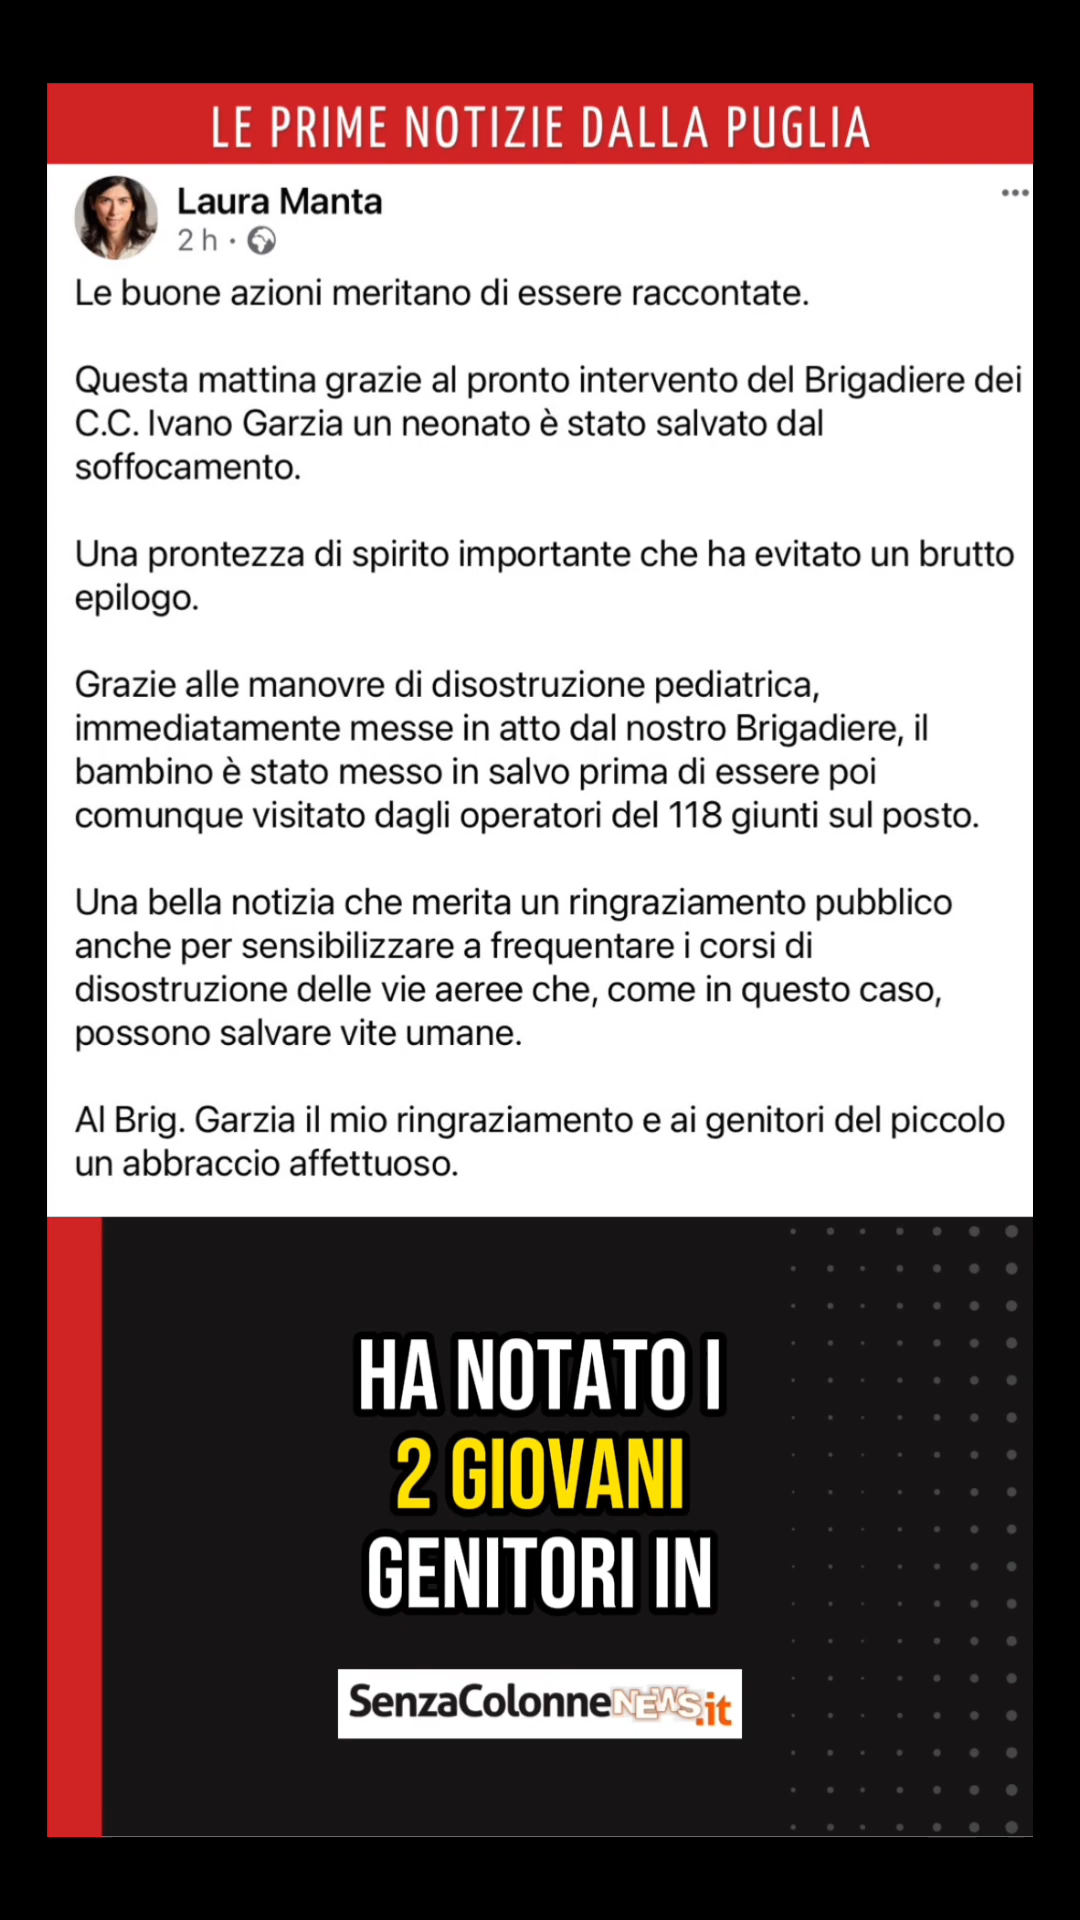 LE PRIME NOTIZIE DALLA PUGLIA
Laura Manta
2 h ·
Le buone azioni meritano di essere raccontate.
Questa mattina grazie al pronto intervento del Brigadiere dei
C.C. Ivano Garzia un neonato è stato salvato dal
soffocamento.
Una prontezza di spirito importante che ha evitato un brutto
epilogo.
Grazie alle manovre di disostruzione pediatrica,
immediatamente messe in atto dal nostro Brigadiere, il
bambino è stato messo in salvo prima di essere poi
comunque visitato dagli operatori del 118 giunti sul posto.
Una bella notizia che merita un ringraziamento pubblico
anche per sensibilizzare a frequentare i corsi di
disostruzione delle vie aeree che, come in questo caso,
possono salvare vite umane.
Al Brig. Garzia il mio ringraziamento e ai genitori del piccolo
un abbraccio affettuoso.
HA NOTATO I
2 GIOVANI
GENITORI IN
SenzaColonneNEWS.it